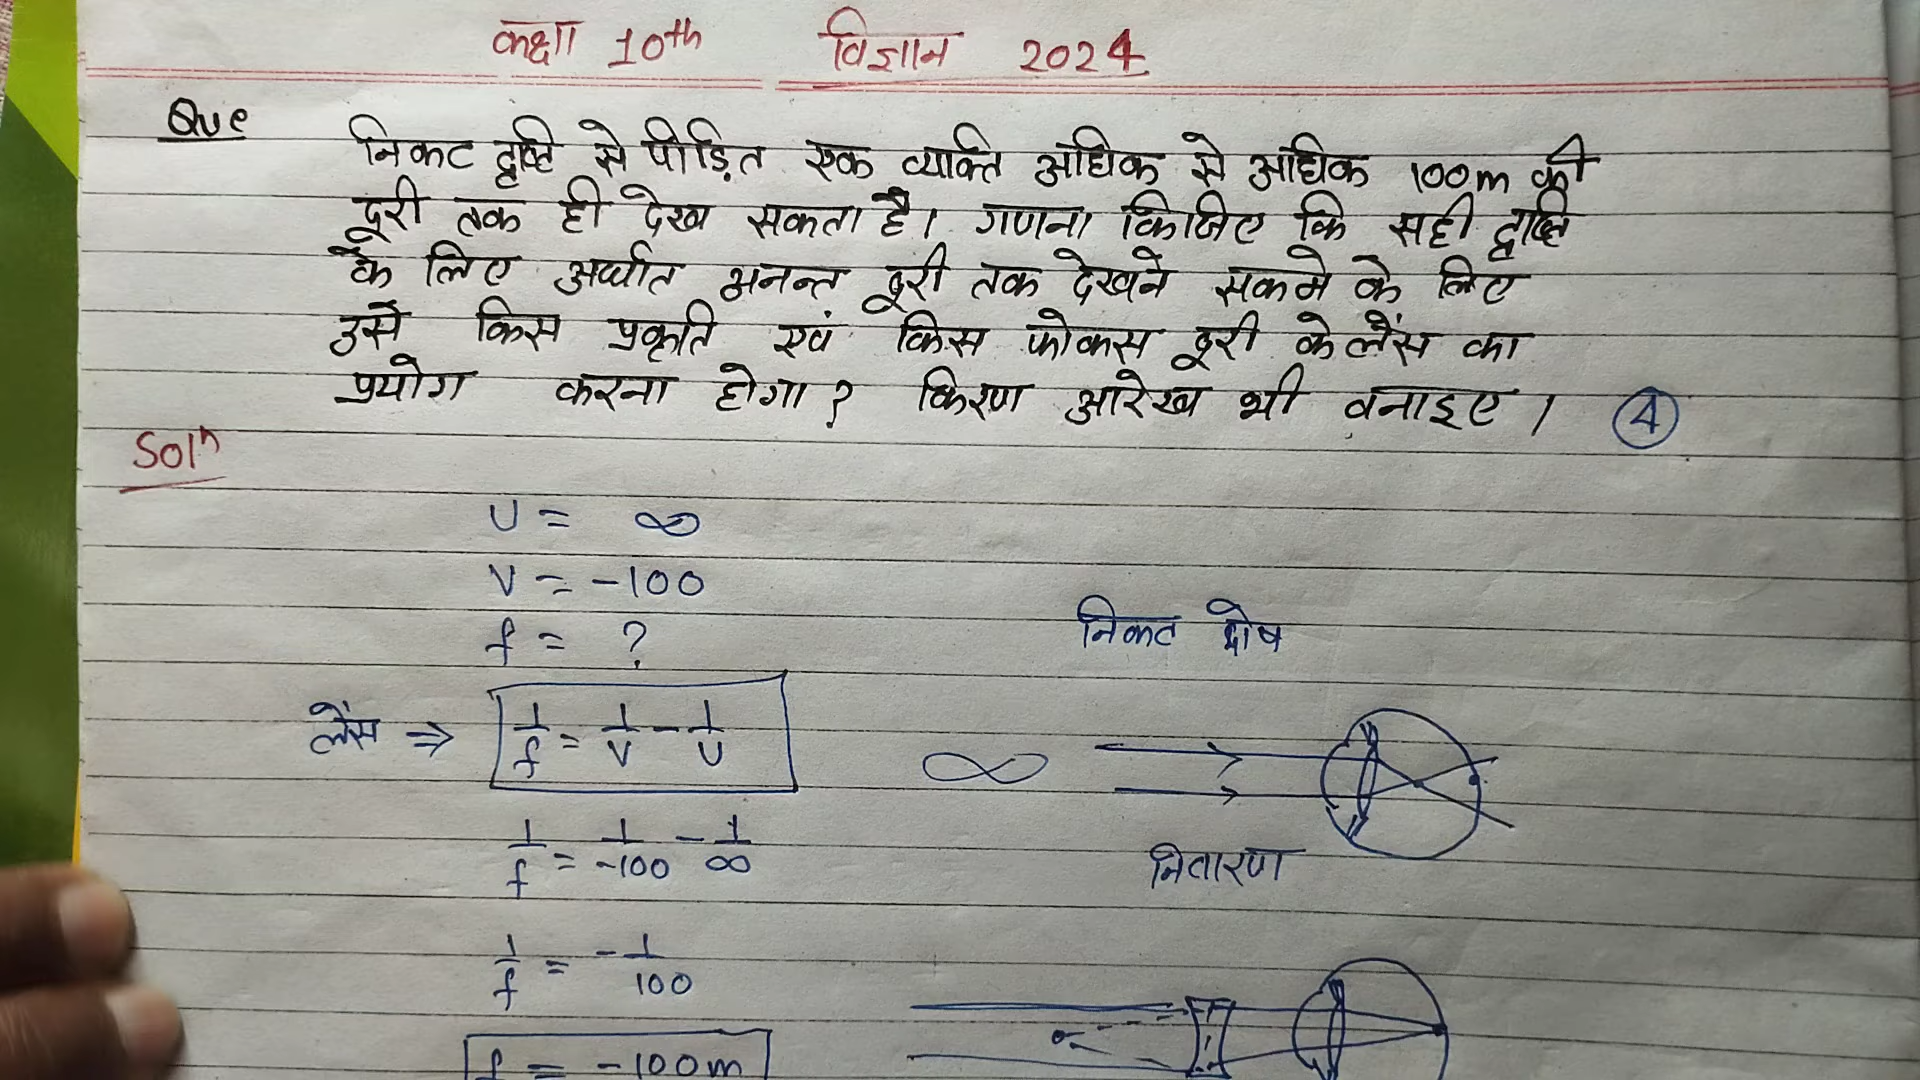 कक्षा 10th विज्ञान 2024
Que निकट दृष्टि से पीड़ित एक व्यक्ति अधिक से अधिक 100m की
दूरी तक ही देख सकता है। गणना किजिए कि सही दृष्टि
के लिए अर्थात अनन्त दूरी तक देखने सकने के लिए
उसे किस प्रकृति एवं किस फोकस दूरी के लेंस का
प्रयोग करना होगा? किरण आरेख भी बनाइए। 4
Solⁿ
U = ∞
V = -100
f = ?
निकट दोष
लेंस ⇒ 1/f = 1/V - 1/U
∞
1/f = 1/-100 - 1/∞
निवारण
1/f = -1/100
f = -100m